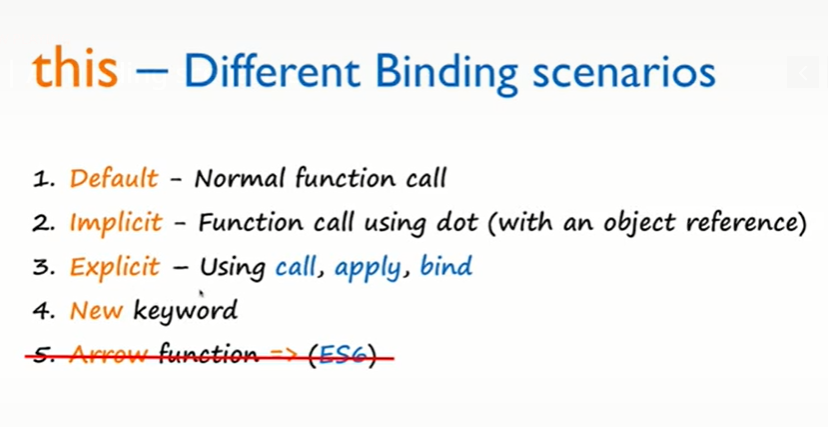 this – Different Binding scenarios
1. Default - Normal function call
2. Implicit - Function call using dot (with an object reference)
3. Explicit – Using call, apply, bind
4. New keyword
5. Arrow function => (ES6)